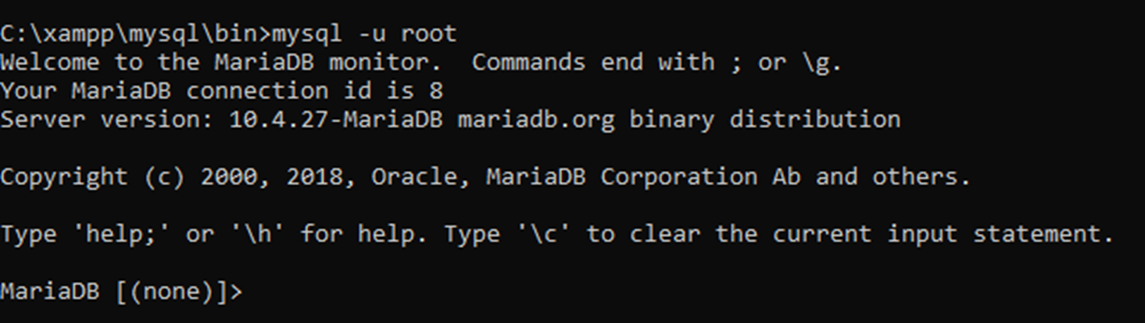 C:\xampp\mysql\bin>mysql -u root
Welcome to the MariaDB monitor.  Commands end with ; or \g.
Your MariaDB connection id is 8
Server version: 10.4.27-MariaDB mariadb.org binary distribution
Copyright (c) 2000, 2018, Oracle, MariaDB Corporation Ab and others.
Type 'help;' or '\h' for help. Type '\c' to clear the current input statement.
MariaDB [(none)]>